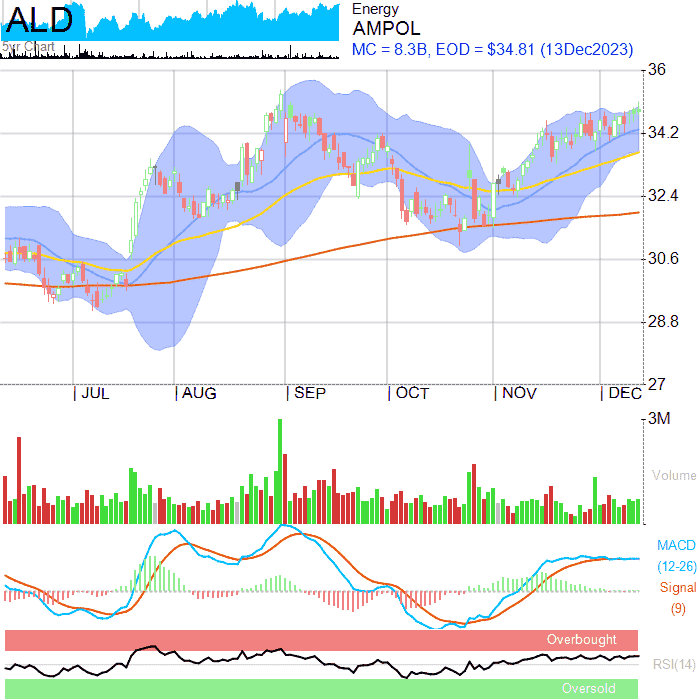 ALD
5yr Chart
Energy
AMPOL
MC = 8.3B, EOD = $34.81 (13Dec2023)
36
34.2
32.4
30.6
28.8
27
| JUL | AUG | SEP | OCT | NOV | DEC
3M
Volume
MACD
(12-26)
Signal
(9)
Overbought
RSI(14)
Oversold